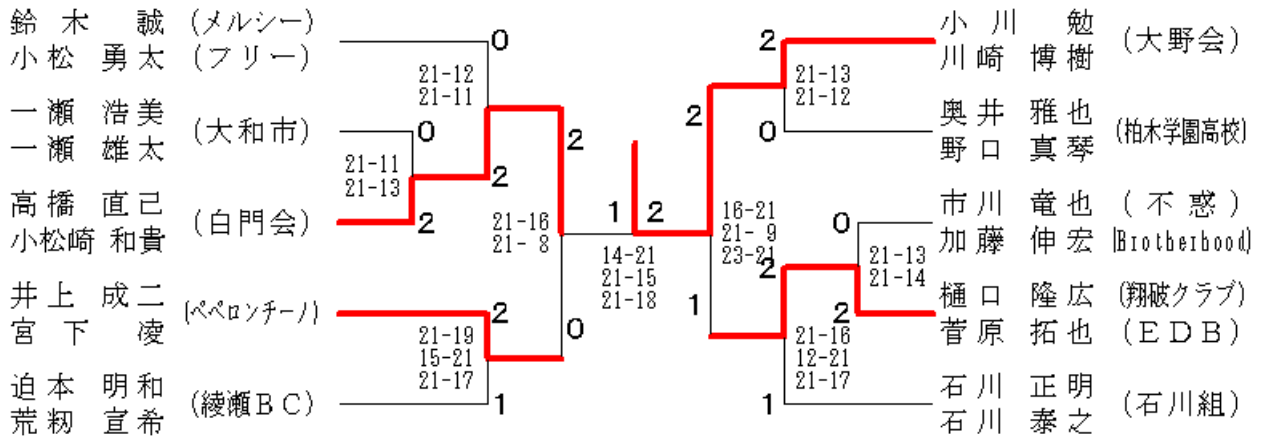 鈴木 誠 (メルシー)
小松 勇太 (フリー)
一瀬 浩美
一瀬 雄太
(大和市)
高橋 直己
小松崎 和貴
(白門会)
井上 成二
宮下 凌
(ペペロンチーノ)
迫本 明和
荒籾 宣希
(綾瀬BC)
0
21-12
21-11
0
21-11
21-13
2
2
2
21-16
21- 8
2
21-19
15-21
21-17
1
0
1
2
14-21
21-15
21-18
2
16-21
21- 9
23-21
1
2
21-13
21-12
0
0
21-13
21-14
2
2
21-16
12-21
21-17
1
小川 勉
川崎 博樹
(大野会)
奥井 雅也
野口 真琴
(柏木学園高校)
市川 竜也 (不惑)
加藤 伸宏 (Brotherhood)
樋口 隆広 (翔破クラブ)
菅原 拓也 (EDB)
石川 正明
石川 泰之
(石川組)